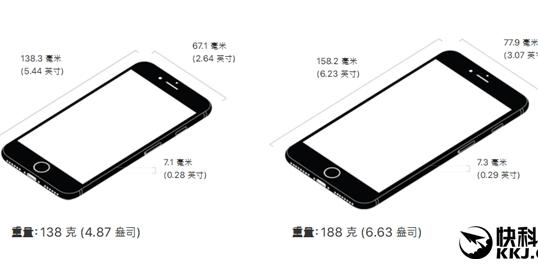 138.3 毫米
(5.44 英寸)
67.1 毫米
(2.64 英寸)
7.1 毫米
(0.28 英寸)
重量: 138 克 (4.87 盎司)
158.2 毫米
(6.23 英寸)
77.9 毫米
(3.07 英寸
7.3 毫米
(0.29 英寸)
重量: 188 克 (6.63 盎司)
快科
KKJ.